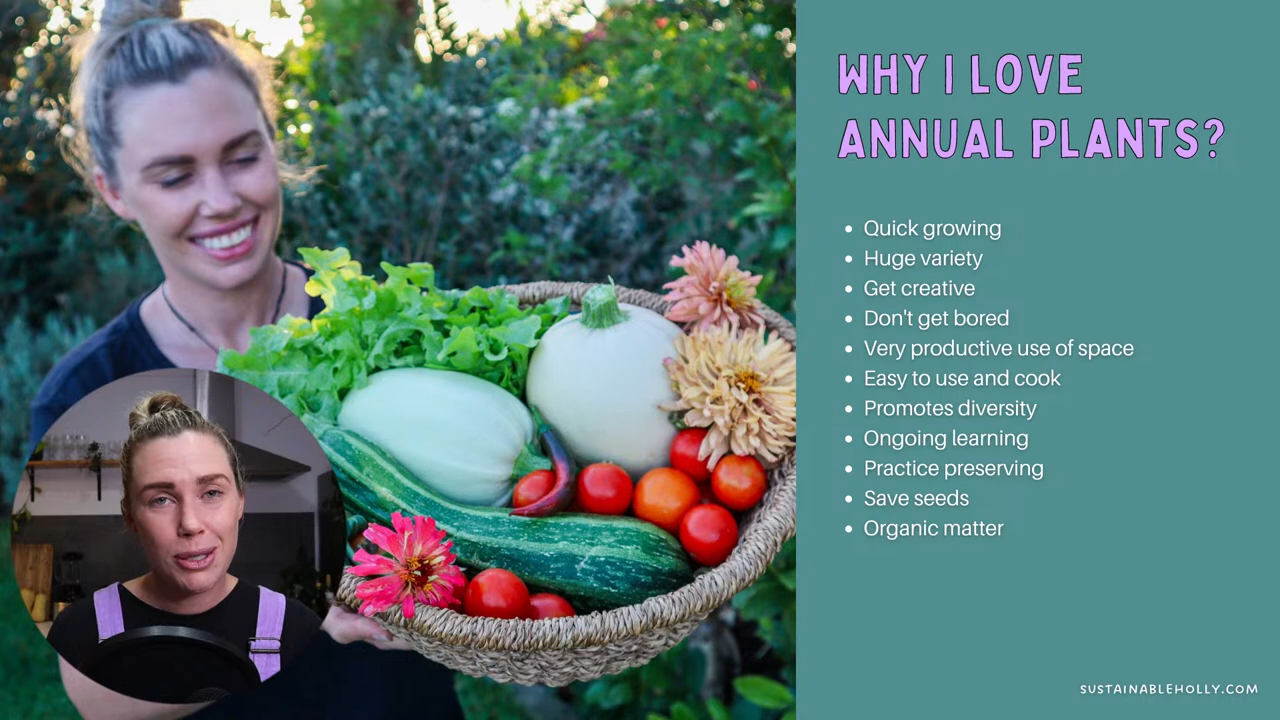 WHY I LOVE
ANNUAL PLANTS?
Quick growing
Huge variety
Get creative
Don't get bored
Very productive use of space
Easy to use and cook
Promotes diversity
Ongoing learning
Practice preserving
Save seeds
Organic matter
SUSTAINABLEHOLLY.COM